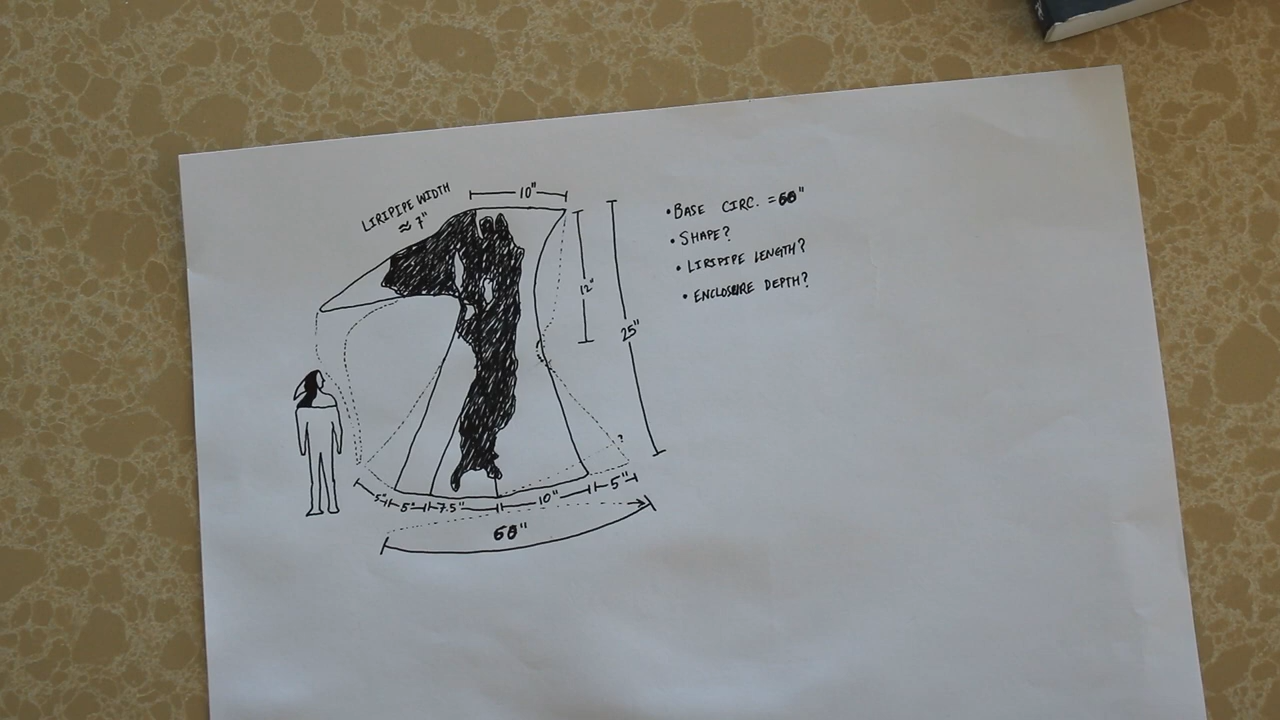 LIRIPIPE WIDTH
≈ 7"
10"
12"
25"
?
5"
5"
7.5"
10"
5"
60"
• BASE CIRC. = 60"
• SHAPE?
• LIRIPIPE LENGTH?
• ENCLOSURE DEPTH?